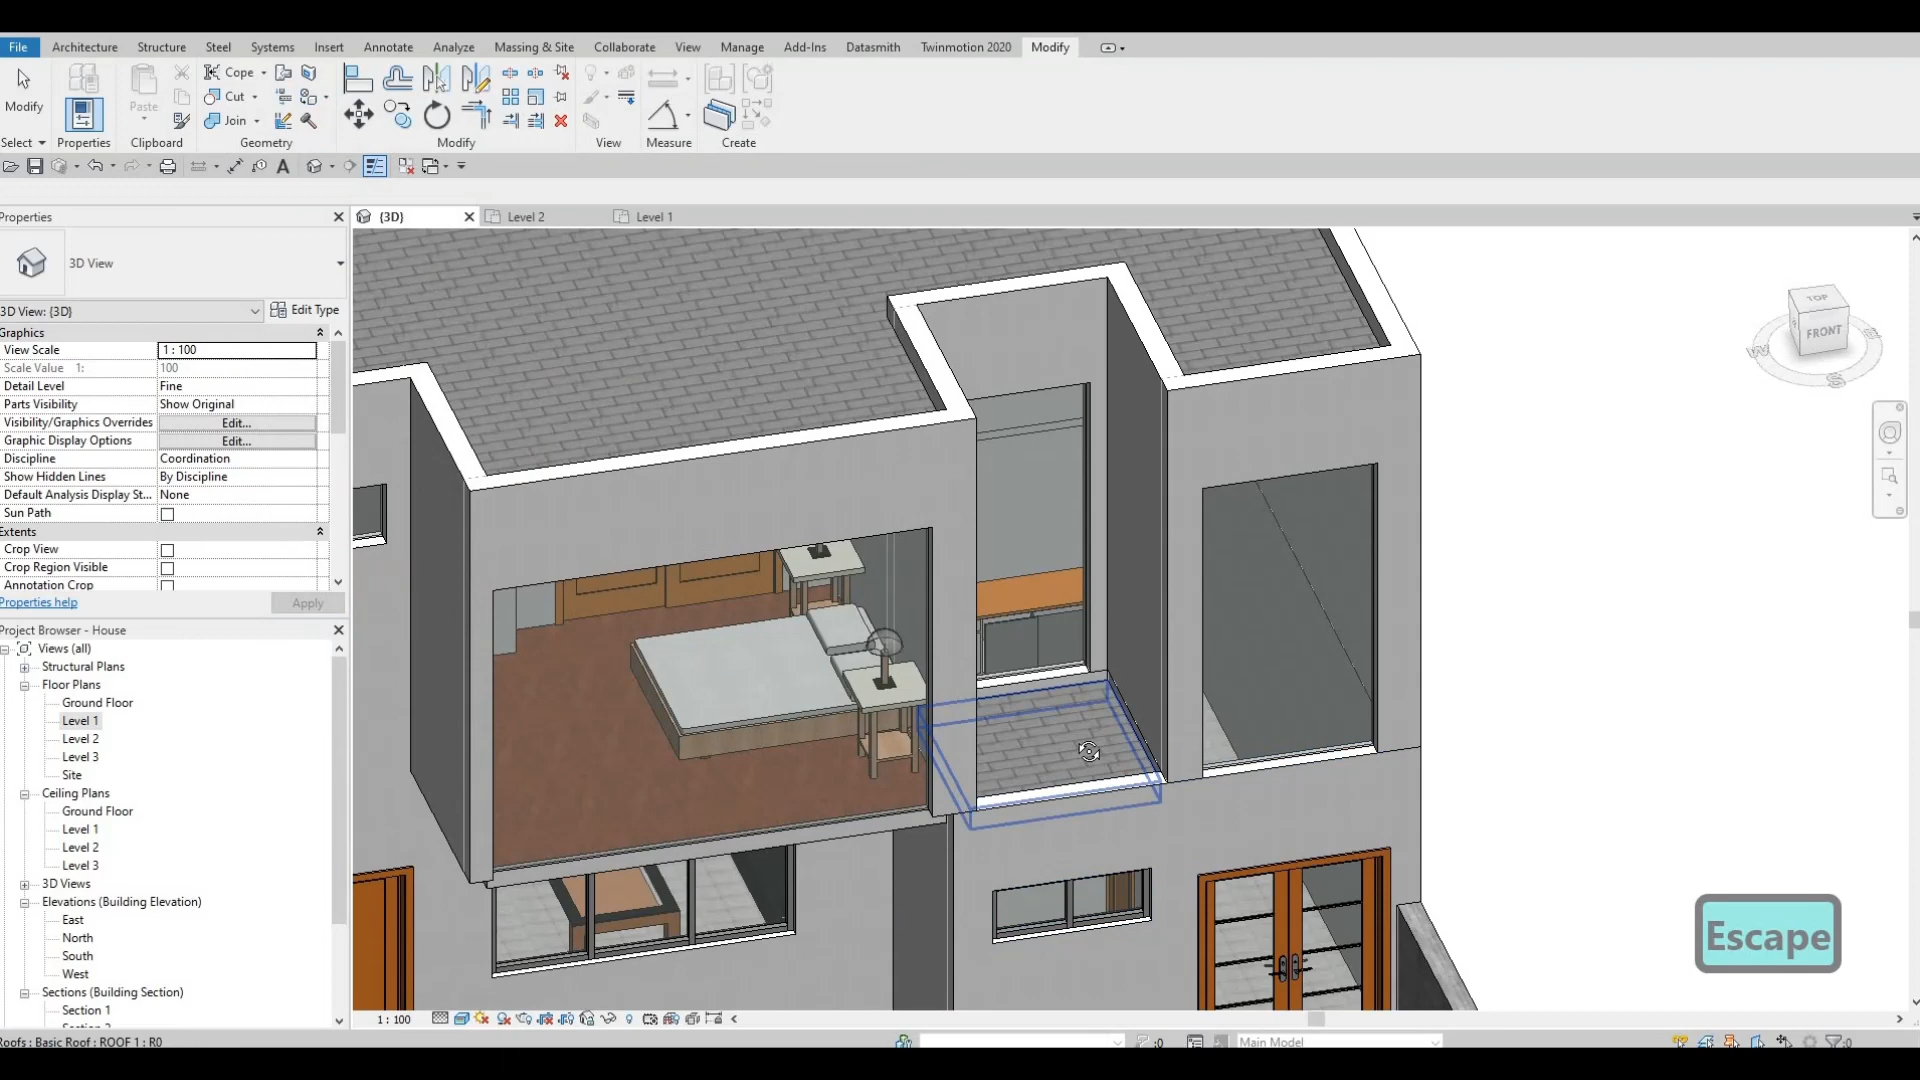 File Architecture Structure Steel Systems Insert Annotate Analyze Massing & Site Collaborate View Manage Add-Ins Datasmith Twinmotion 2020 Modify
Cope
Modify Paste Cut
Join
Select Properties Clipboard Geometry Modify View Measure Create
A
Properties
{3D} Level 2 Level 1
3D View
3D View: {3D} Edit Type
Graphics
View Scale 1 : 100
Scale Value 1: 100
Detail Level Fine
Parts Visibility Show Original
Visibility/Graphics Overrides Edit...
Graphic Display Options Edit...
Discipline Coordination
Show Hidden Lines By Discipline
Default Analysis Display St... None
Sun Path
Extents
Crop View
Crop Region Visible
Annotation Crop
Properties help Apply
Project Browser - House
Views (all)
Structural Plans
Floor Plans
Ground Floor
Level 1
Level 2
Level 3
Site
Ceiling Plans
Ground Floor
Level 1
Level 2
Level 3
3D Views
Elevations (Building Elevation)
East
North
South
West
Sections (Building Section)
Section 1
TOP
FRONT
W
S
Escape
1 : 100
Roofs : Basic Roof : ROOF 1 : R0
:0
Main Model
:0